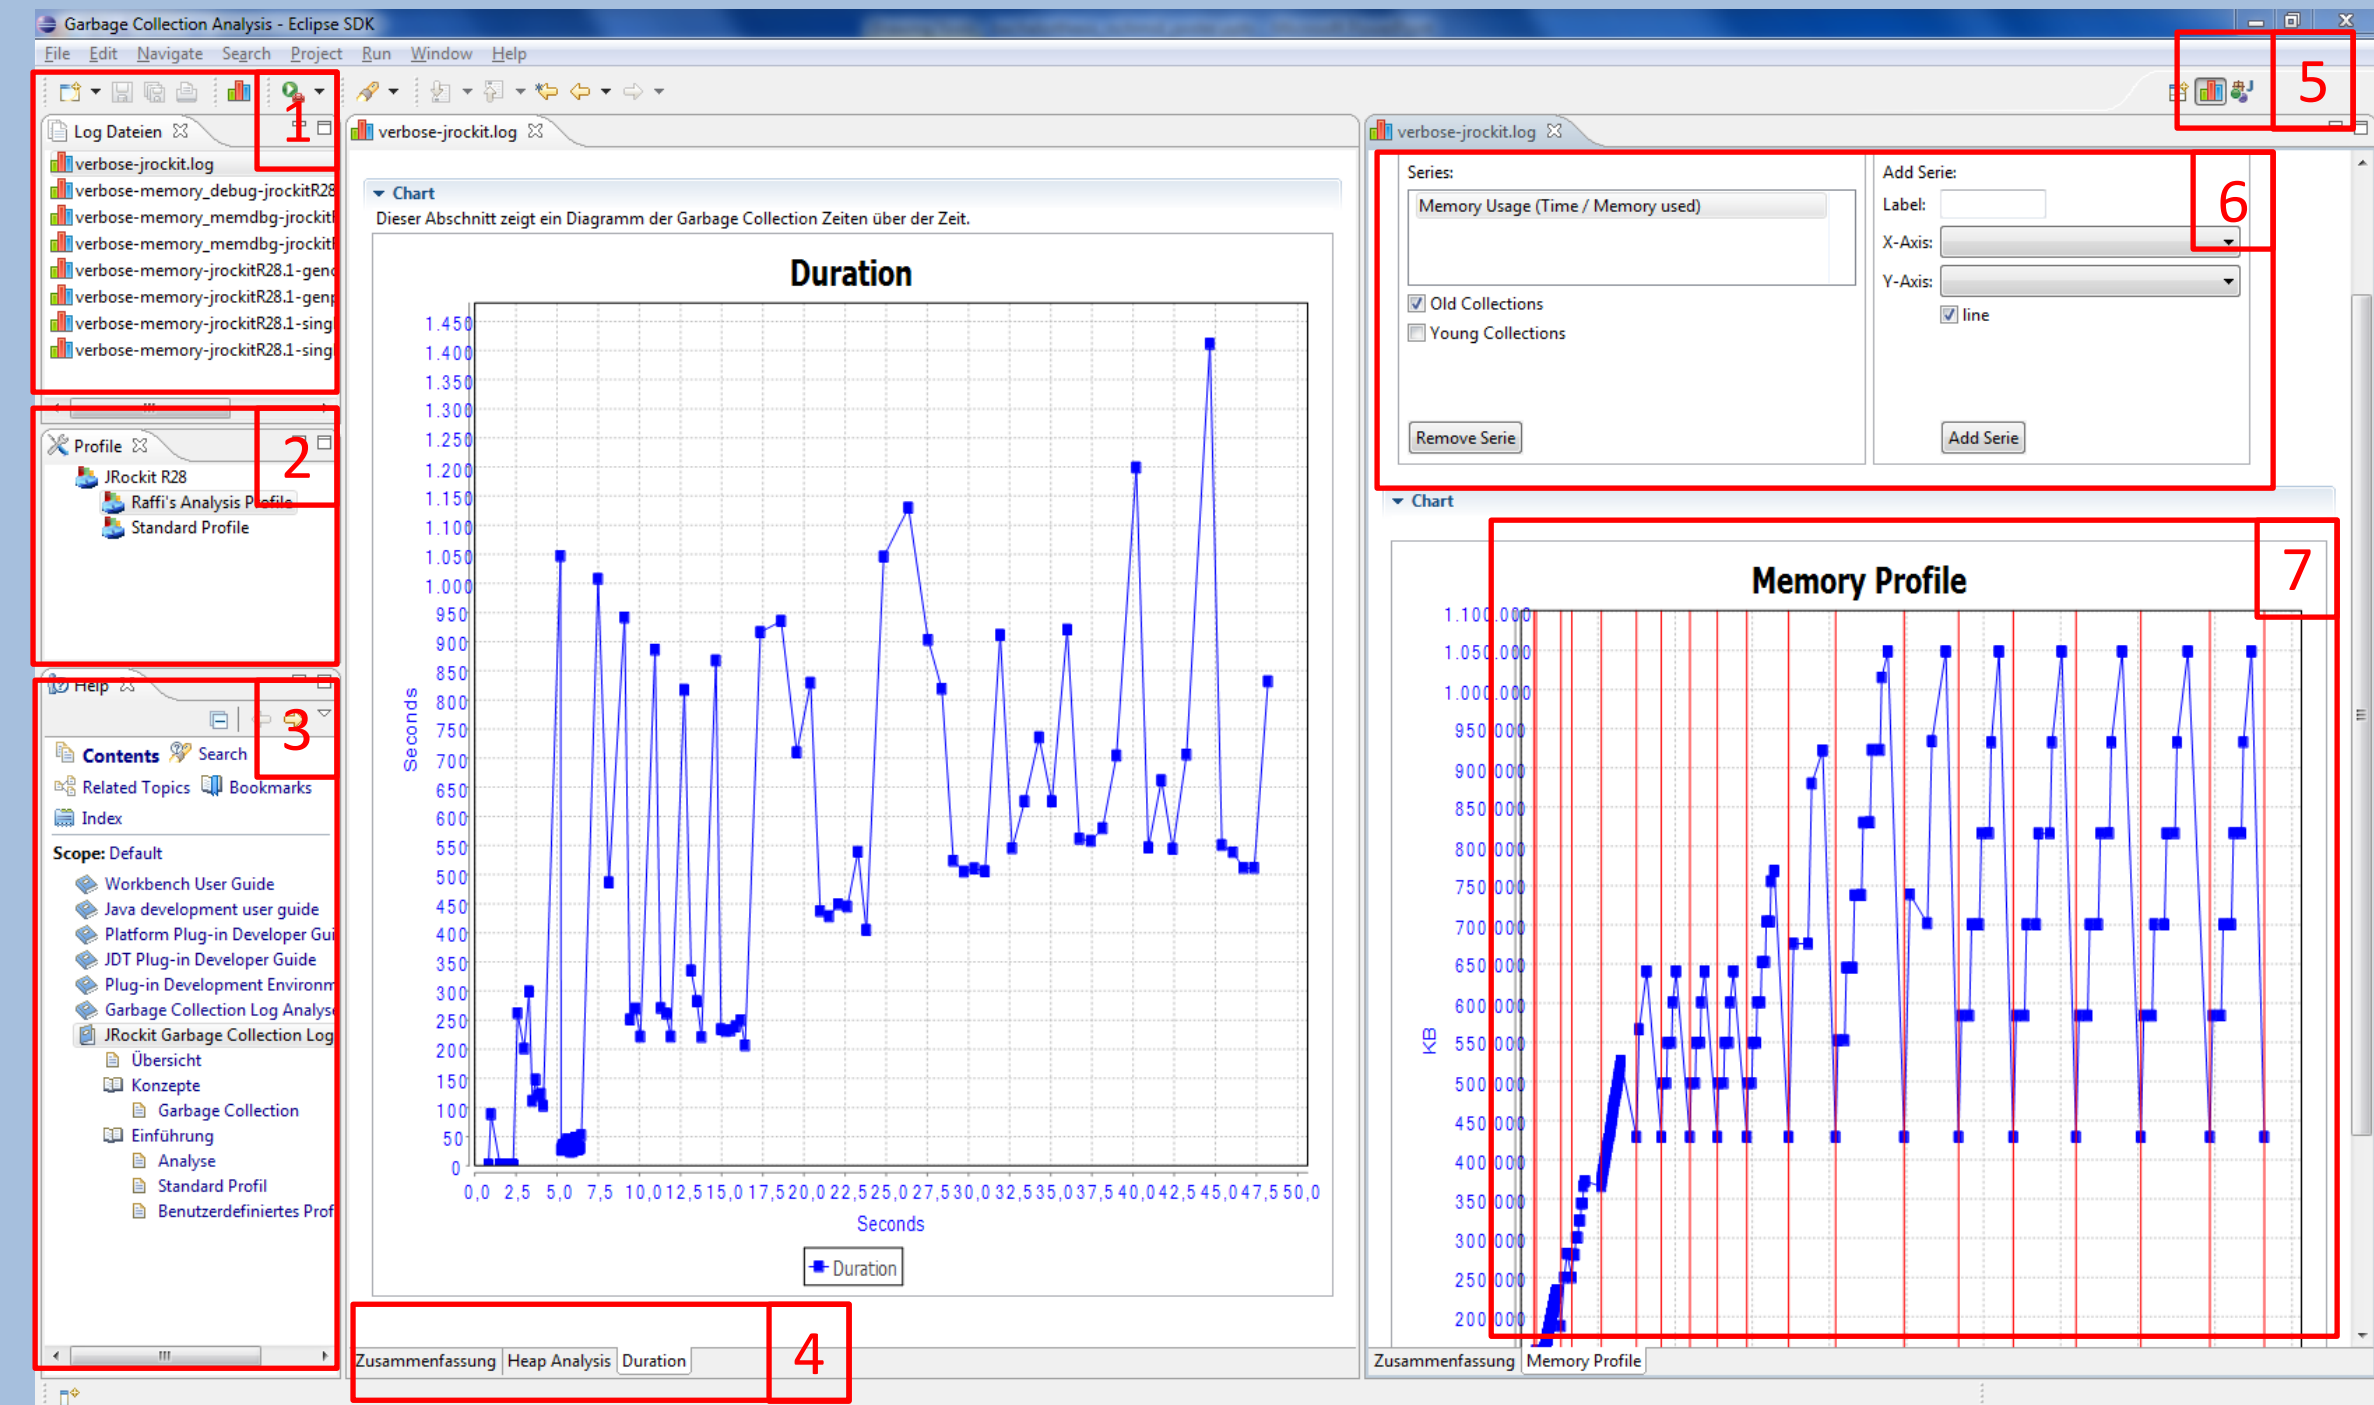 Garbage Collection Analysis - Eclipse SDK
File Edit Navigate Search Project Run Window Help
1
5
Log Dateien
verbose-jrockit.log
verbose-memory_debug-jrockitR28
verbose-memory_memdbg-jrockit
verbose-memory_memdbg-jrockit
verbose-memory-jrockitR28.1-genc
verbose-memory-jrockitR28.1-genp
verbose-memory-jrockitR28.1-sing
verbose-memory-jrockitR28.1-sing
2
Profile
JRockit R28
Raffi's Analysis Profile
Standard Profile
3
Help
Contents Search
Related Topics Bookmarks
Index
Scope: Default
Workbench User Guide
Java development user guide
Platform Plug-in Developer Gui
JDT Plug-in Developer Guide
Plug-in Development Environm
Garbage Collection Log Analyse
JRockit Garbage Collection Log
Übersicht
Konzepte
Garbage Collection
Einführung
Analyse
Standard Profil
Benutzerdefiniertes Prof
verbose-jrockit.log
Chart
Dieser Abschnitt zeigt ein Diagramm der Garbage Collection Zeiten über der Zeit.
Duration
1.450
1.400
1.350
1.300
1.250
1.200
1.150
1.100
1.050
1.000
950
900
850
800
750
700
650
600
550
500
450
400
350
300
250
200
150
100
50
0
Seconds
0,0 2,5 5,0 7,5 10,0 12,5 15,0 17,5 20,0 22,5 25,0 27,5 30,0 32,5 35,0 37,5 40,0 42,5 45,0 47,5 50,0
Seconds
Duration
4
Zusammenfassung Heap Analysis Duration
verbose-jrockit.log
6
Series:
Memory Usage (Time / Memory used)
Old Collections
Young Collections
Remove Serie
Add Serie:
Label:
X-Axis:
Y-Axis:
line
Add Serie
Chart
7
Memory Profile
1.100.000
1.050.000
1.000.000
950.000
900.000
850.000
800.000
750.000
700.000
650.000
600.000
550.000
500.000
450.000
400.000
350.000
300.000
250.000
200.000
KB
Zusammenfassung Memory Profile